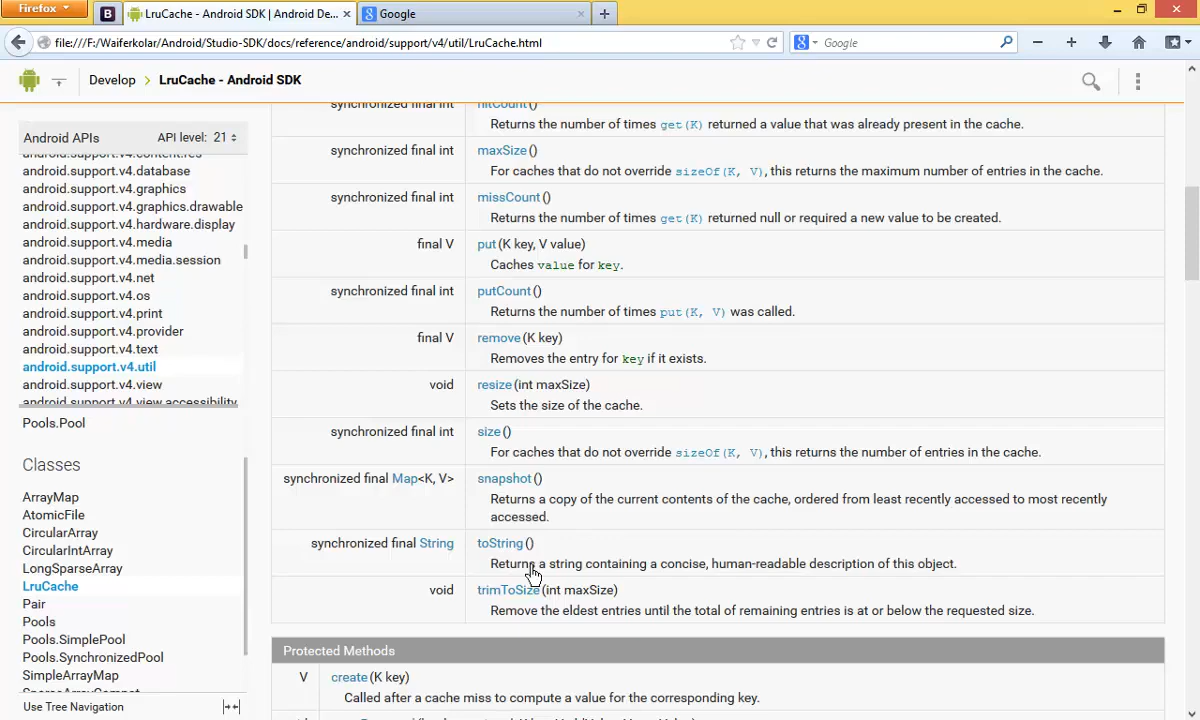 Firefox
B
LruCache - Android SDK | Android De...
Google
file:///F:/Waiferkolar/Android/Studio-SDK/docs/reference/android/support/v4/util/LruCache.html
Google
Develop > LruCache - Android SDK
Android APIs API level: 21
android.support.v4.content.res
android.support.v4.database
android.support.v4.graphics
android.support.v4.graphics.drawable
android.support.v4.hardware.display
android.support.v4.media
android.support.v4.media.session
android.support.v4.net
android.support.v4.os
android.support.v4.print
android.support.v4.provider
android.support.v4.text
android.support.v4.util
android.support.v4.view
android.support.v4.view.accessibility
Pools.Pool
Classes
ArrayMap
AtomicFile
CircularArray
CircularIntArray
LongSparseArray
LruCache
Pair
Pools
Pools.SimplePool
Pools.SynchronizedPool
SimpleArrayMap
SparseArrayCompat
Use Tree Navigation
synchronized final int hitCount()
Returns the number of times get(K) returned a value that was already present in the cache.
synchronized final int maxSize()
For caches that do not override sizeOf(K, V), this returns the maximum number of entries in the cache.
synchronized final int missCount()
Returns the number of times get(K) returned null or required a new value to be created.
final V put(K key, V value)
Caches value for key.
synchronized final int putCount()
Returns the number of times put(K, V) was called.
final V remove(K key)
Removes the entry for key if it exists.
void resize(int maxSize)
Sets the size of the cache.
synchronized final int size()
For caches that do not override sizeOf(K, V), this returns the number of entries in the cache.
synchronized final Map<K, V> snapshot()
Returns a copy of the current contents of the cache, ordered from least recently accessed to most recently
accessed.
synchronized final String toString()
Returns a string containing a concise, human-readable description of this object.
void trimToSize(int maxSize)
Remove the eldest entries until the total of remaining entries is at or below the requested size.
Protected Methods
V create(K key)
Called after a cache miss to compute a value for the corresponding key.